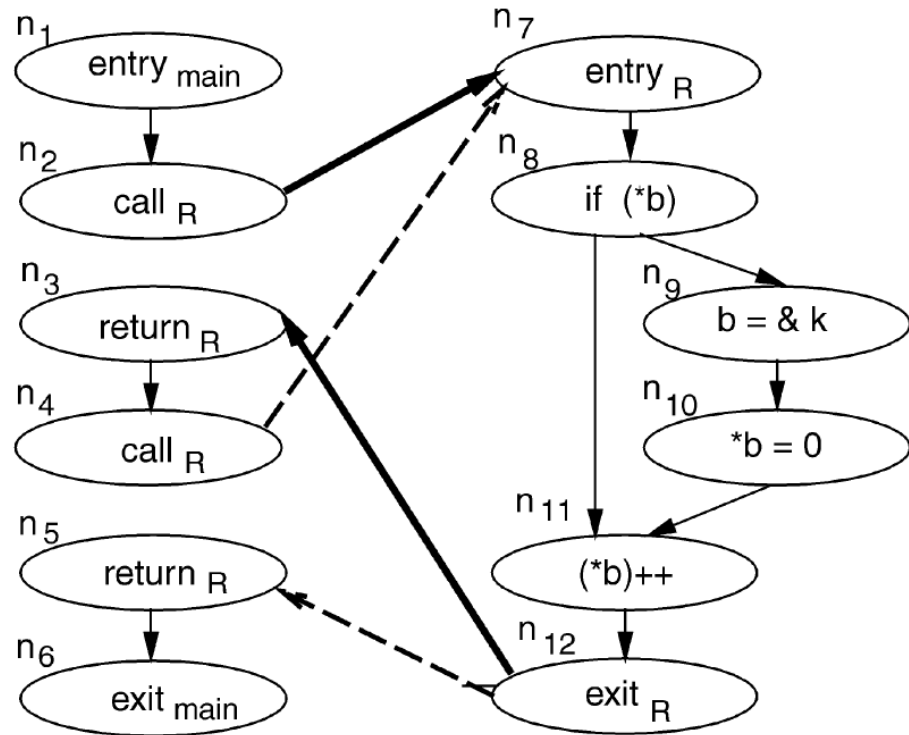 n1
entry main
n2
call R
n3
return R
n4
call R
n5
return R
n6
exit main
n7
entry R
n8
if (*b)
n9
b = & k
n10
*b = 0
n11
(*b)++
n12
exit R